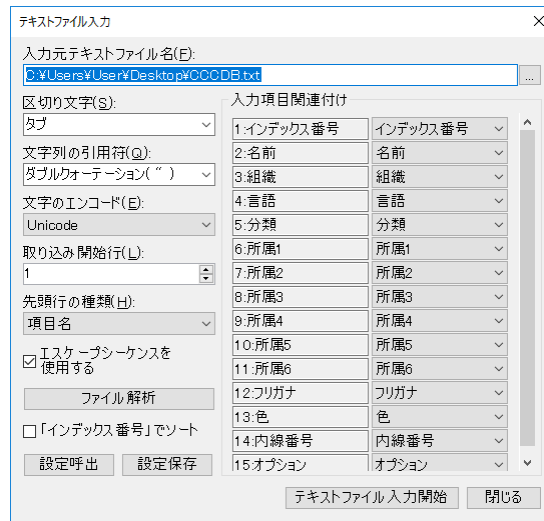 テキストファイル入力
入力元テキストファイル名(F):
C:¥Users¥User¥Desktop¥CCCDB.txt
...
区切り文字(S):
タブ
文字列の引用符(Q):
ダブルクォーテーション( ” )
文字のエンコード(E):
Unicode
取り込み開始行(L):
1
先頭行の種類(H):
項目名
エスケープシーケンスを
使用する
ファイル解析
「インデックス番号」でソート
設定呼出 設定保存
入力項目関連付け
1:インデックス番号 インデックス番号
2:名前 名前
3:組織 組織
4:言語 言語
5:分類 分類
6:所属1 所属1
7:所属2 所属2
8:所属3 所属3
9:所属4 所属4
10:所属5 所属5
11:所属6 所属6
12:フリガナ フリガナ
13:色 色
14:内線番号 内線番号
15:オプション オプション
テキストファイル入力開始 閉じる